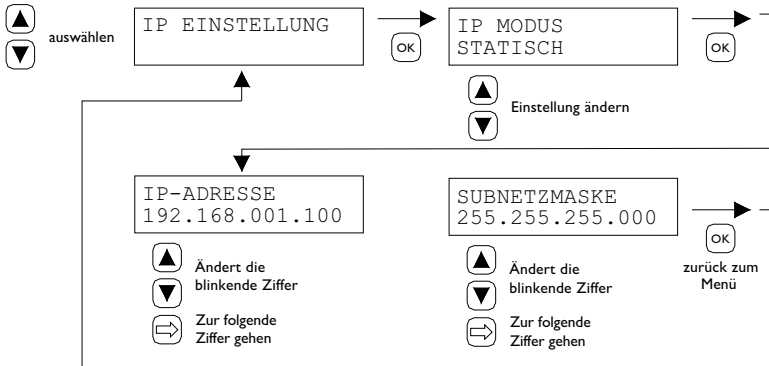 auswählen
IP EINSTELLUNG
OK
IP MODUS
STATISCH
OK
Einstellung ändern
IP-ADRESSE
192.168.001.100
Ändert die
blinkende Ziffer
Zur folgende
Ziffer gehen
SUBNETZMASKE
255.255.255.000
OK
zurück zum
Menü
Ändert die
blinkende Ziffer
Zur folgende
Ziffer gehen